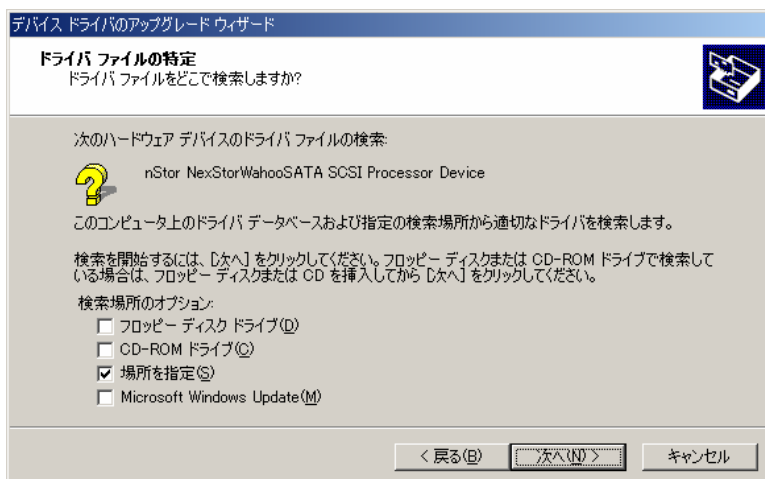 デバイス ドライバのアップグレード ウィザード
ドライバ ファイルの特定
ドライバ ファイルをどこで検索しますか?
次のハードウェア デバイスのドライバ ファイルの検索:
nStor NexStorWahooSATA SCSI Processor Device
このコンピュータ上のドライバ データベースおよび指定の検索場所から適切なドライバを検索します。
検索を開始するには、[次へ] をクリックしてください。フロッピー ディスクまたは CD-ROM ドライブで検索して
いる場合は、フロッピー ディスクまたは CD を挿入してから [次へ] をクリックしてください。
検索場所のオプション:
フロッピー ディスク ドライブ(D)
CD-ROM ドライブ(C)
場所を指定(S)
Microsoft Windows Update(M)
< 戻る(B) 次へ(N) > キャンセル